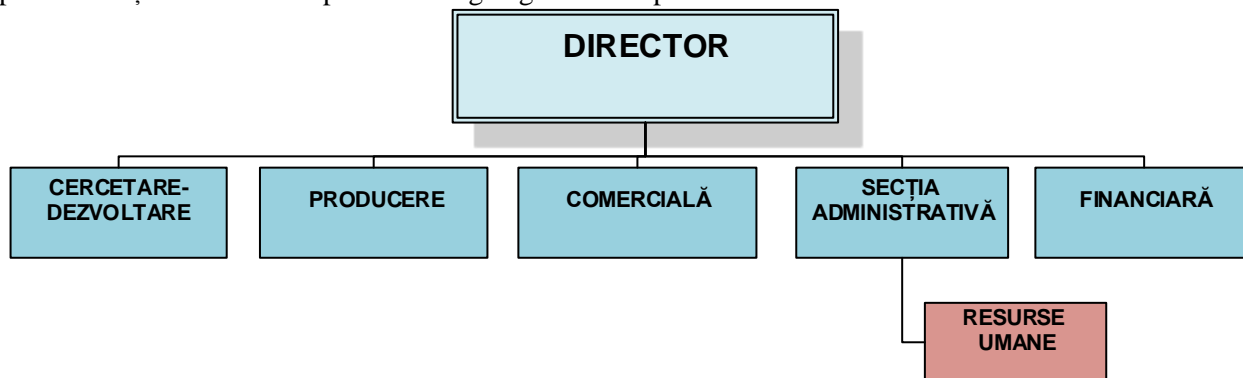 DIRECTOR
CERCETARE-
DEZVOLTARE
PRODUCERE
COMERCIALĂ
SECȚIA
ADMINISTRATIVĂ
FINANCIARĂ
RESURSE
UMANE